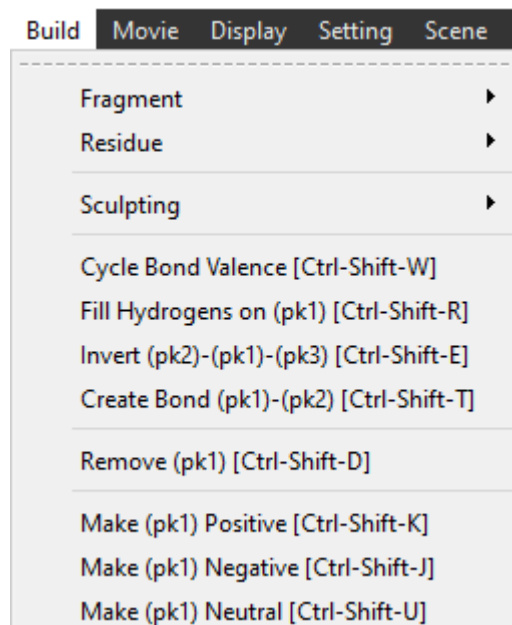 Build Movie Display Setting Scene
Fragment
Residue
Sculpting
Cycle Bond Valence [Ctrl-Shift-W]
Fill Hydrogens on (pk1) [Ctrl-Shift-R]
Invert (pk2)-(pk1)-(pk3) [Ctrl-Shift-E]
Create Bond (pk1)-(pk2) [Ctrl-Shift-T]
Remove (pk1) [Ctrl-Shift-D]
Make (pk1) Positive [Ctrl-Shift-K]
Make (pk1) Negative [Ctrl-Shift-J]
Make (pk1) Neutral [Ctrl-Shift-U]